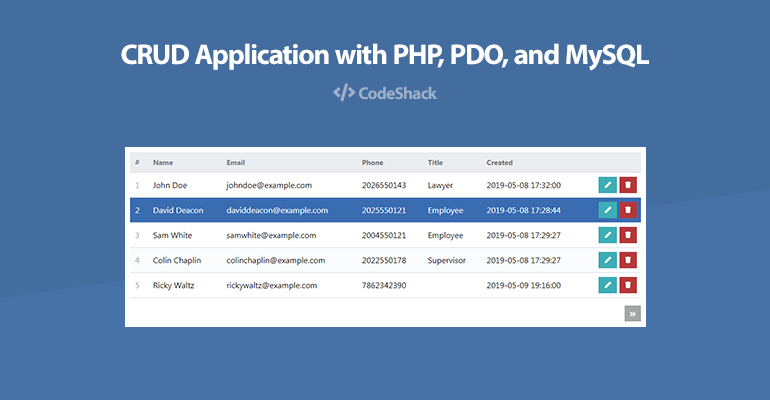 CRUD Application with PHP, PDO, and MySQL
</> CodeShack
# Name Email Phone Title Created
1 John Doe johndoe@example.com 2026550143 Lawyer 2019-05-08 17:32:00
2 David Deacon daviddeacon@example.com 2025550121 Employee 2019-05-08 17:28:44
3 Sam White samwhite@example.com 2004550121 Employee 2019-05-08 17:29:27
4 Colin Chaplin colinchaplin@example.com 2022550178 Supervisor 2019-05-08 17:29:27
5 Ricky Waltz rickywaltz@example.com 7862342390 2019-05-09 19:16:00
»